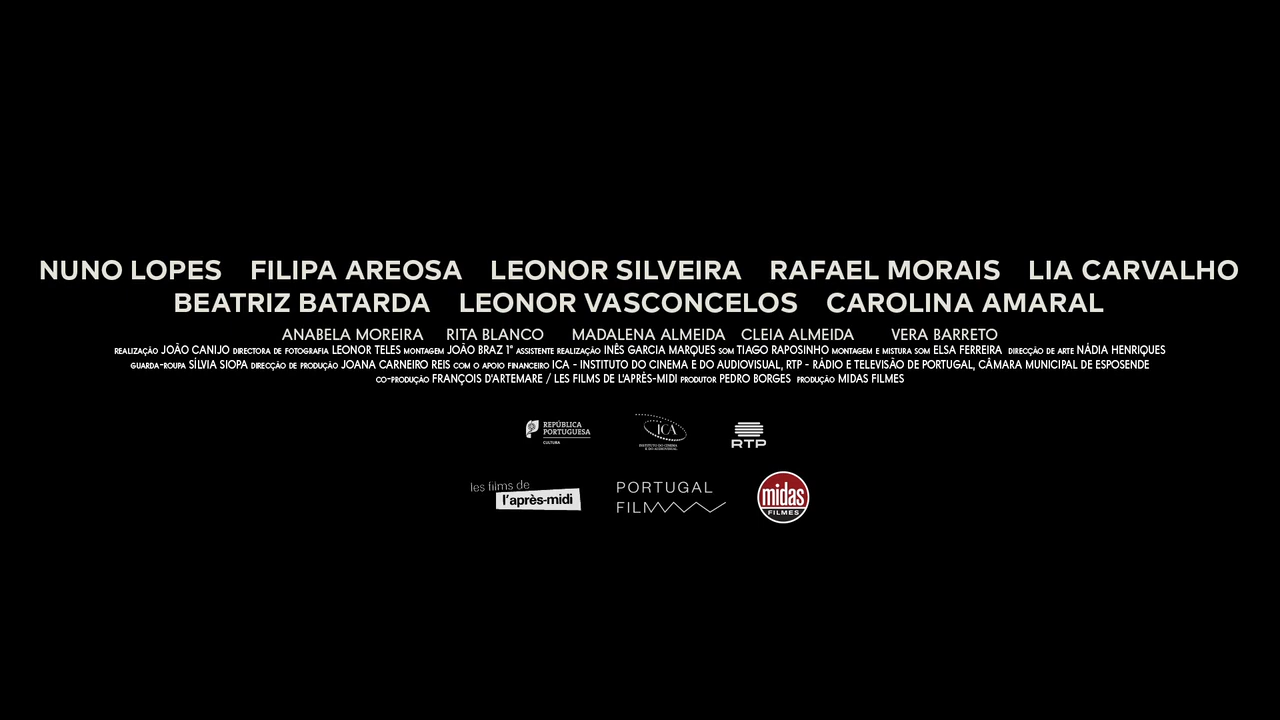 NUNO LOPES FILIPA AREOSA LEONOR SILVEIRA RAFAEL MORAIS LIA CARVALHO
BEATRIZ BATARDA LEONOR VASCONCELOS CAROLINA AMARAL
ANABELA MOREIRA RITA BLANCO MADALENA ALMEIDA CLEIA ALMEIDA VERA BARRETO
REALIZAÇÃO JOÃO CANIJO DIRECTORA DE FOTOGRAFIA LEONOR TELES MONTAGEM JOÃO BRAZ 1º ASSISTENTE REALIZAÇÃO INÊS GARCIA MARQUES SOM TIAGO RAPOSINHO MONTAGEM E MISTURA SOM ELSA FERREIRA DIRECÇÃO DE ARTE NÁDIA HENRIQUES
GUARDA-ROUPA SÍLVIA SIOPA DIRECÇÃO DE PRODUÇÃO JOANA CARNEIRO REIS COM O APOIO FINANCEIRO ICA - INSTITUTO DO CINEMA E DO AUDIOVISUAL, RTP - RÁDIO E TELEVISÃO DE PORTUGAL, CÂMARA MUNICIPAL DE ESPOSENDE
CO-PRODUÇÃO FRANÇOIS D'ARTEMARE / LES FILMS DE L'APRÈS-MIDI PRODUTOR PEDRO BORGES PRODUÇÃO MIDAS FILMES
REPÚBLICA
PORTUGUESA
CULTURA
ICA
INSTITUTO DO CINEMA
E DO AUDIOVISUAL
RTP
les films de
l'après-midi
PORTUGAL
FILM
midas
FILMES